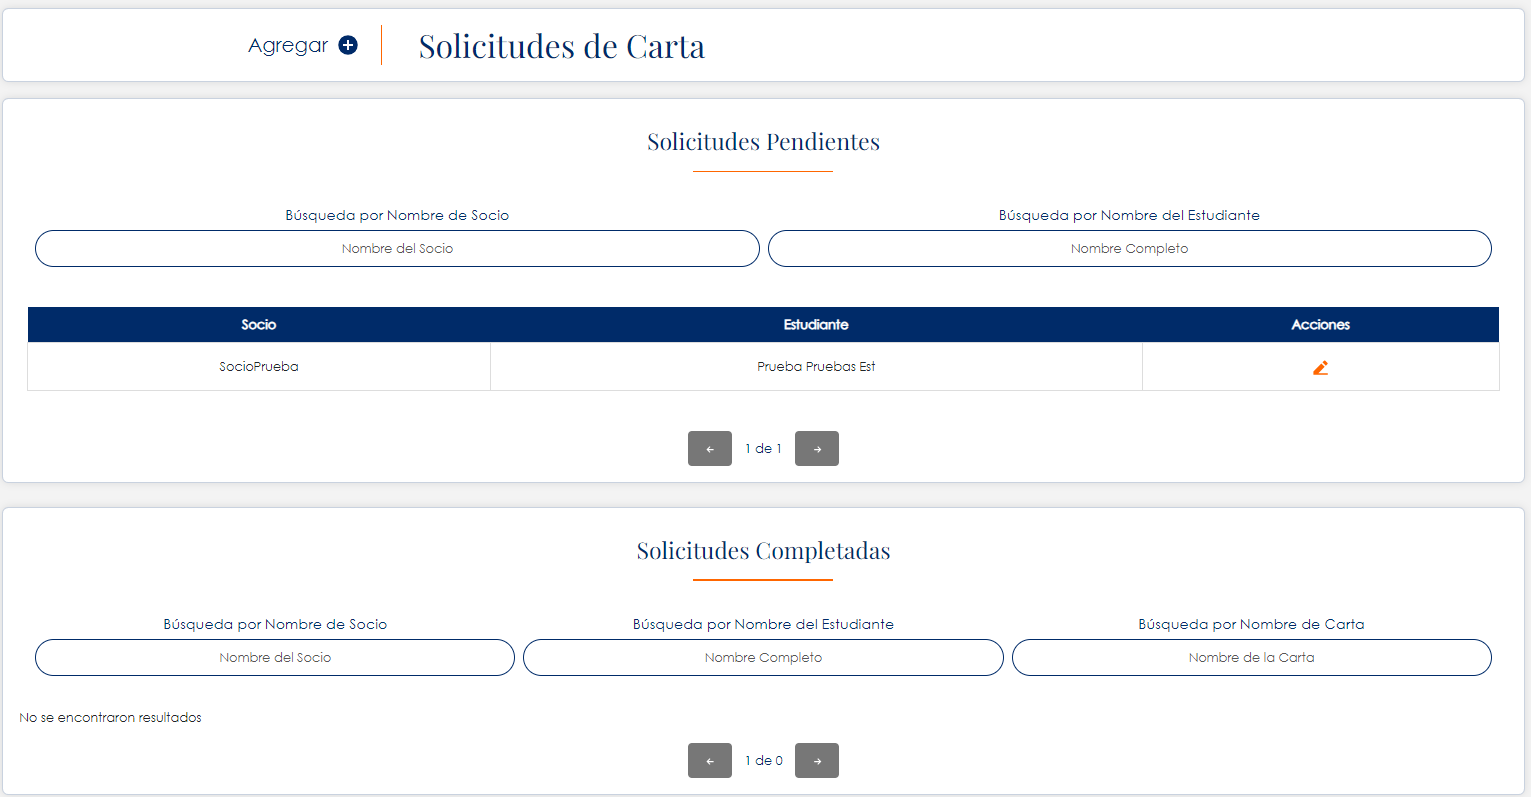 Agregar
Solicitudes de Carta
Solicitudes Pendientes
Búsqueda por Nombre de Socio
Búsqueda por Nombre del Estudiante
Nombre del Socio
Nombre Completo
Socio
Estudiante
Acciones
SocioPrueba
Prueba Pruebas Est
1 de 1
Solicitudes Completadas
Búsqueda por Nombre de Socio
Búsqueda por Nombre del Estudiante
Búsqueda por Nombre de Carta
Nombre del Socio
Nombre Completo
Nombre de la Carta
No se encontraron resultados
1 de 0